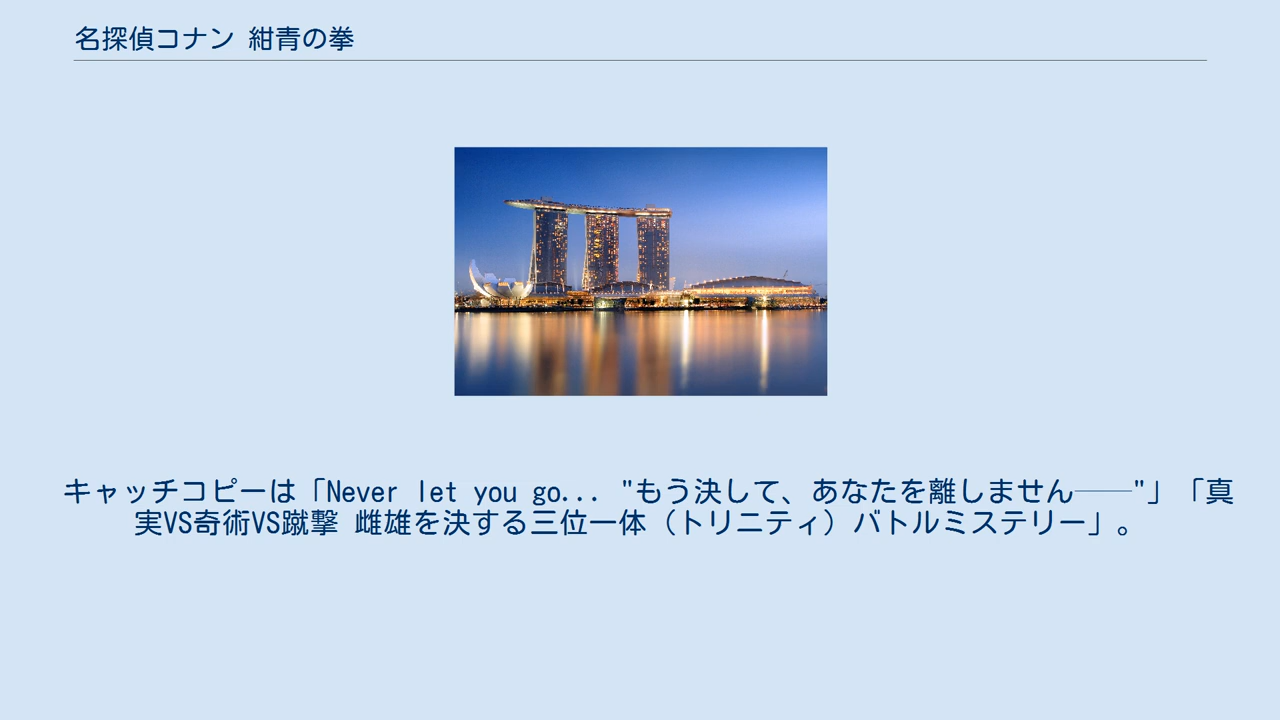 名探偵コナン 紺青の拳
キャッチコピーは「Never let you go... "もう決して、あなたを離しません──"」「真
実VS奇術VS蹴撃 雌雄を決する三位一体（トリニティ）バトルミステリー」。